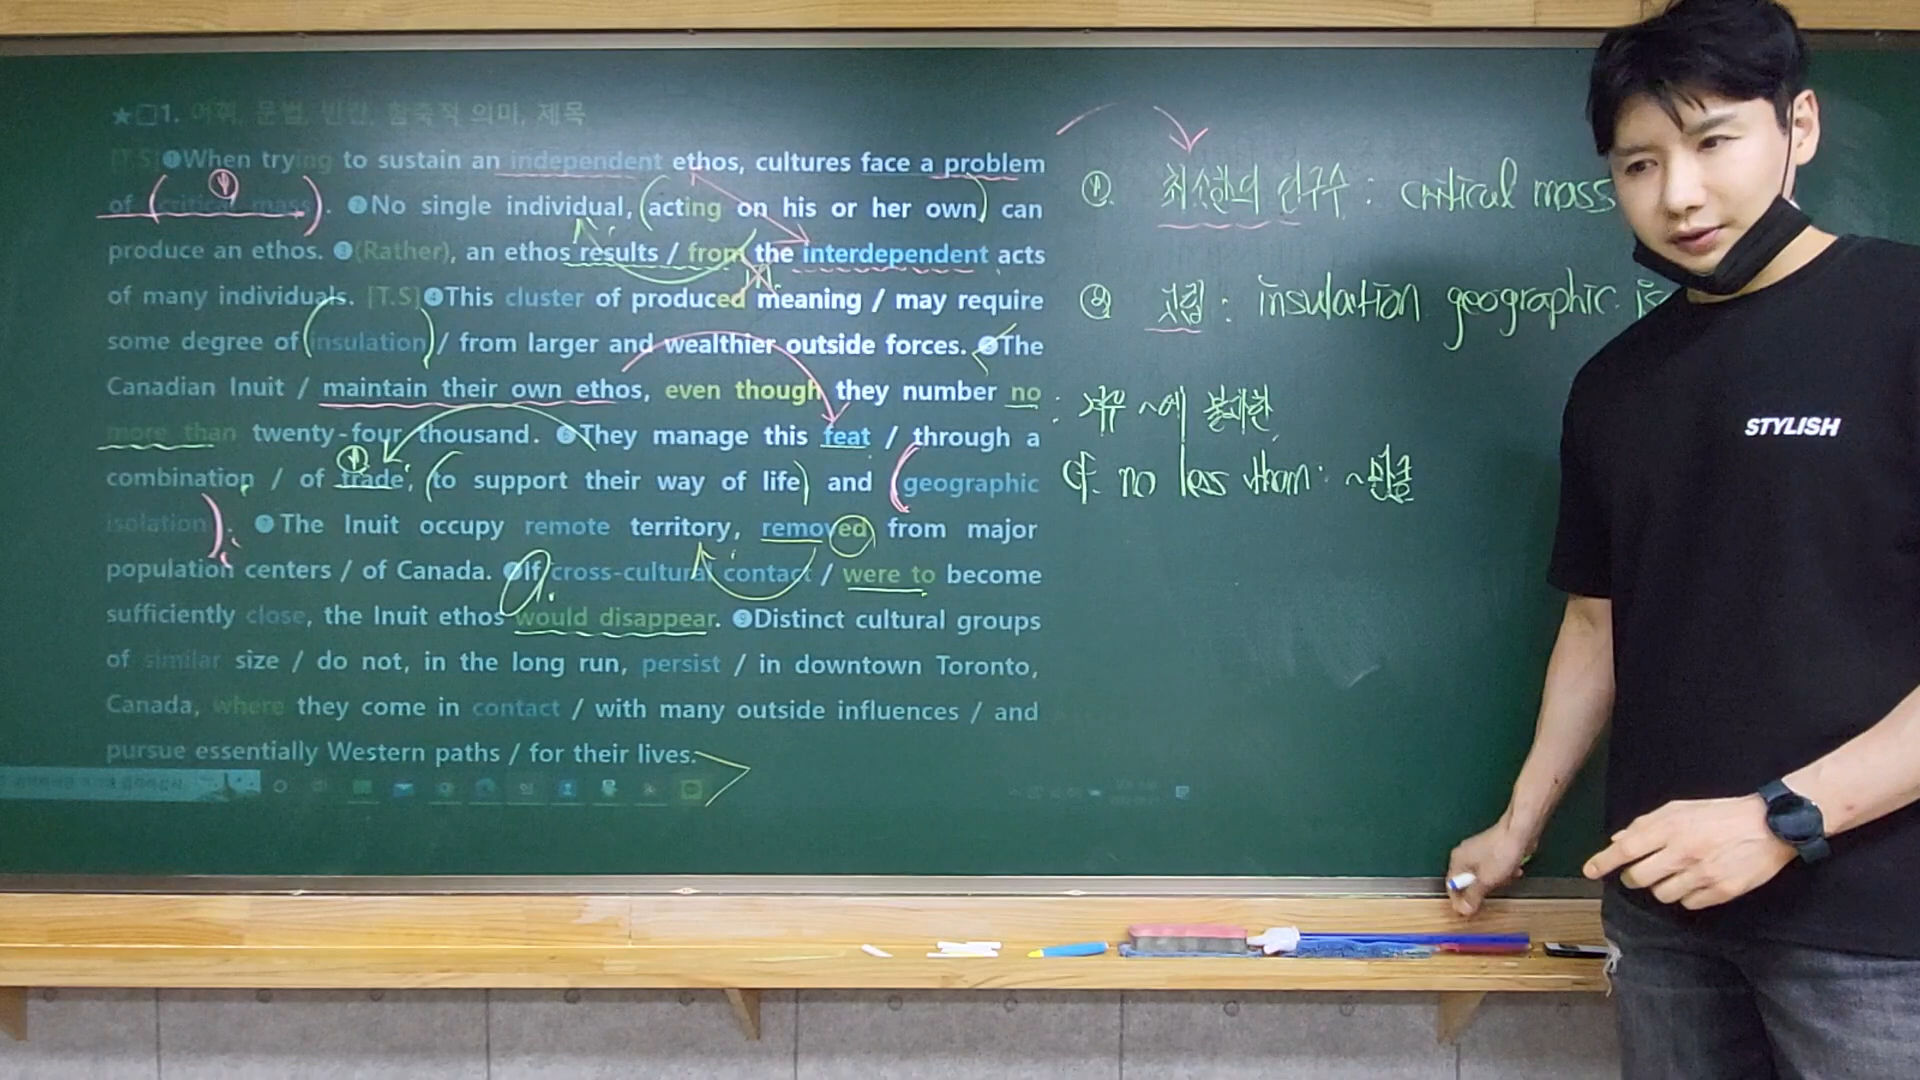 ★□1. 어휘, 문법, 빈칸, 함축적 의미, 제목
[T.S]❶When trying to sustain an independent ethos, cultures face a problem
of (critical mass). ❷No single individual, (acting on his or her own) can
produce an ethos. ❸(Rather), an ethos results / from the interdependent acts
of many individuals. [T.S]❹This cluster of produced meaning / may require
some degree of (insulation) / from larger and wealthier outside forces. ❺The
Canadian Inuit / maintain their own ethos, even though they number no
more than twenty-four thousand. ❻They manage this feat / through a
combination / of trade, (to support their way of life) and (geographic
isolation). ❼The Inuit occupy remote territory, removed from major
population centers / of Canada. ❽If cross-cultural contact / were to become
sufficiently close, the Inuit ethos would disappear. ❾Distinct cultural groups
of similar size / do not, in the long run, persist / in downtown Toronto,
Canada, where they come in contact / with many outside influences / and
pursue essentially Western paths / for their lives.
① 최소한의 인구수 : critical mass
② 고립 : insulation geographic is
: 겨우 ~에 불과한
cf. no less than : ~만큼
STYLISH